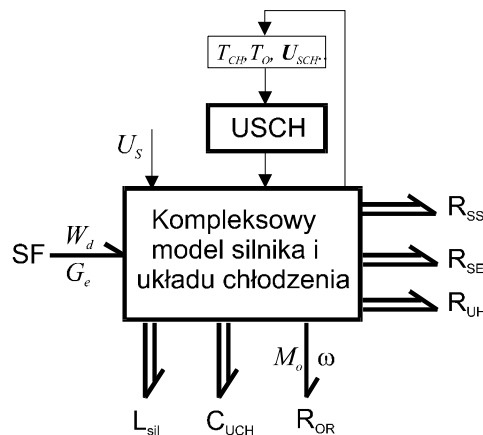 T_CH, T_O, U_SCH..
USCH
U_S
Kompleksowy
model silnika i
układu chłodzenia
SF
W_d
G_e
R_SS
R_SE
R_UH
M_o ω
L_sil
C_UCH
R_OR